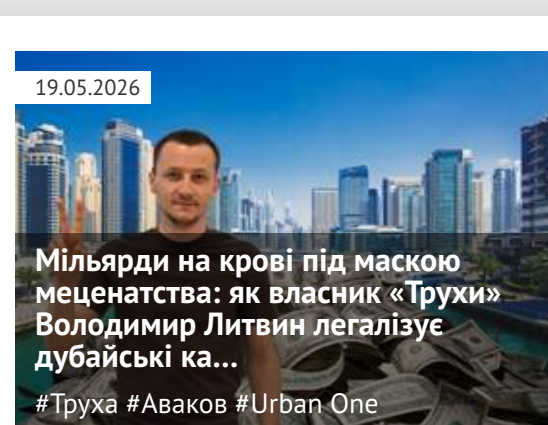 19.05.2026
Мільярди на крові під маскою
меценатства: як власник «Трухи»
Володимир Литвин легалізує
дубайські ка...
#Труха #Аваков #Urban One